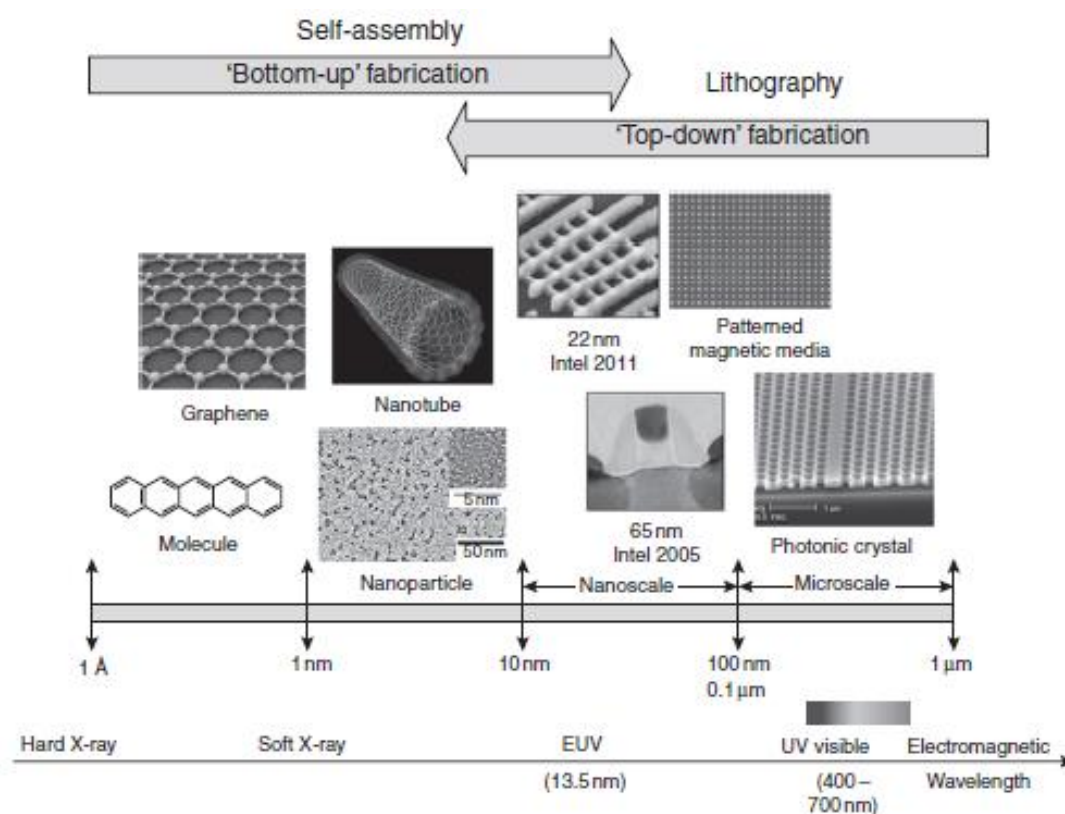 Self-assembly
'Bottom-up' fabrication
Lithography
'Top-down' fabrication
22 nm
Intel 2011
Patterned
magnetic media
Graphene
Nanotube
5 nm
50 nm
65 nm
Intel 2005
Photonic crystal
Molecule
Nanoparticle
Nanoscale
Microscale
1 Å
1 nm
10 nm
100 nm
0.1 μm
1 μm
Hard X-ray
Soft X-ray
EUV
UV visible
Electromagnetic
(13.5 nm)
(400–
700 nm)
Wavelength